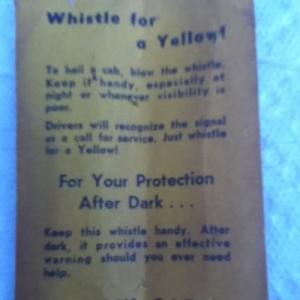 Whistle for
a Yellow!
To hail a cab, blow the whistle.
Keep it handy, especially at
night or whenever visibility is
poor.
Drivers will recognize the signal
as a call for service. Just whistle
for a Yellow!
For Your Protection
After Dark . . .
Keep this whistle handy. After
dark, it provides an effective
warning should you ever need
help.